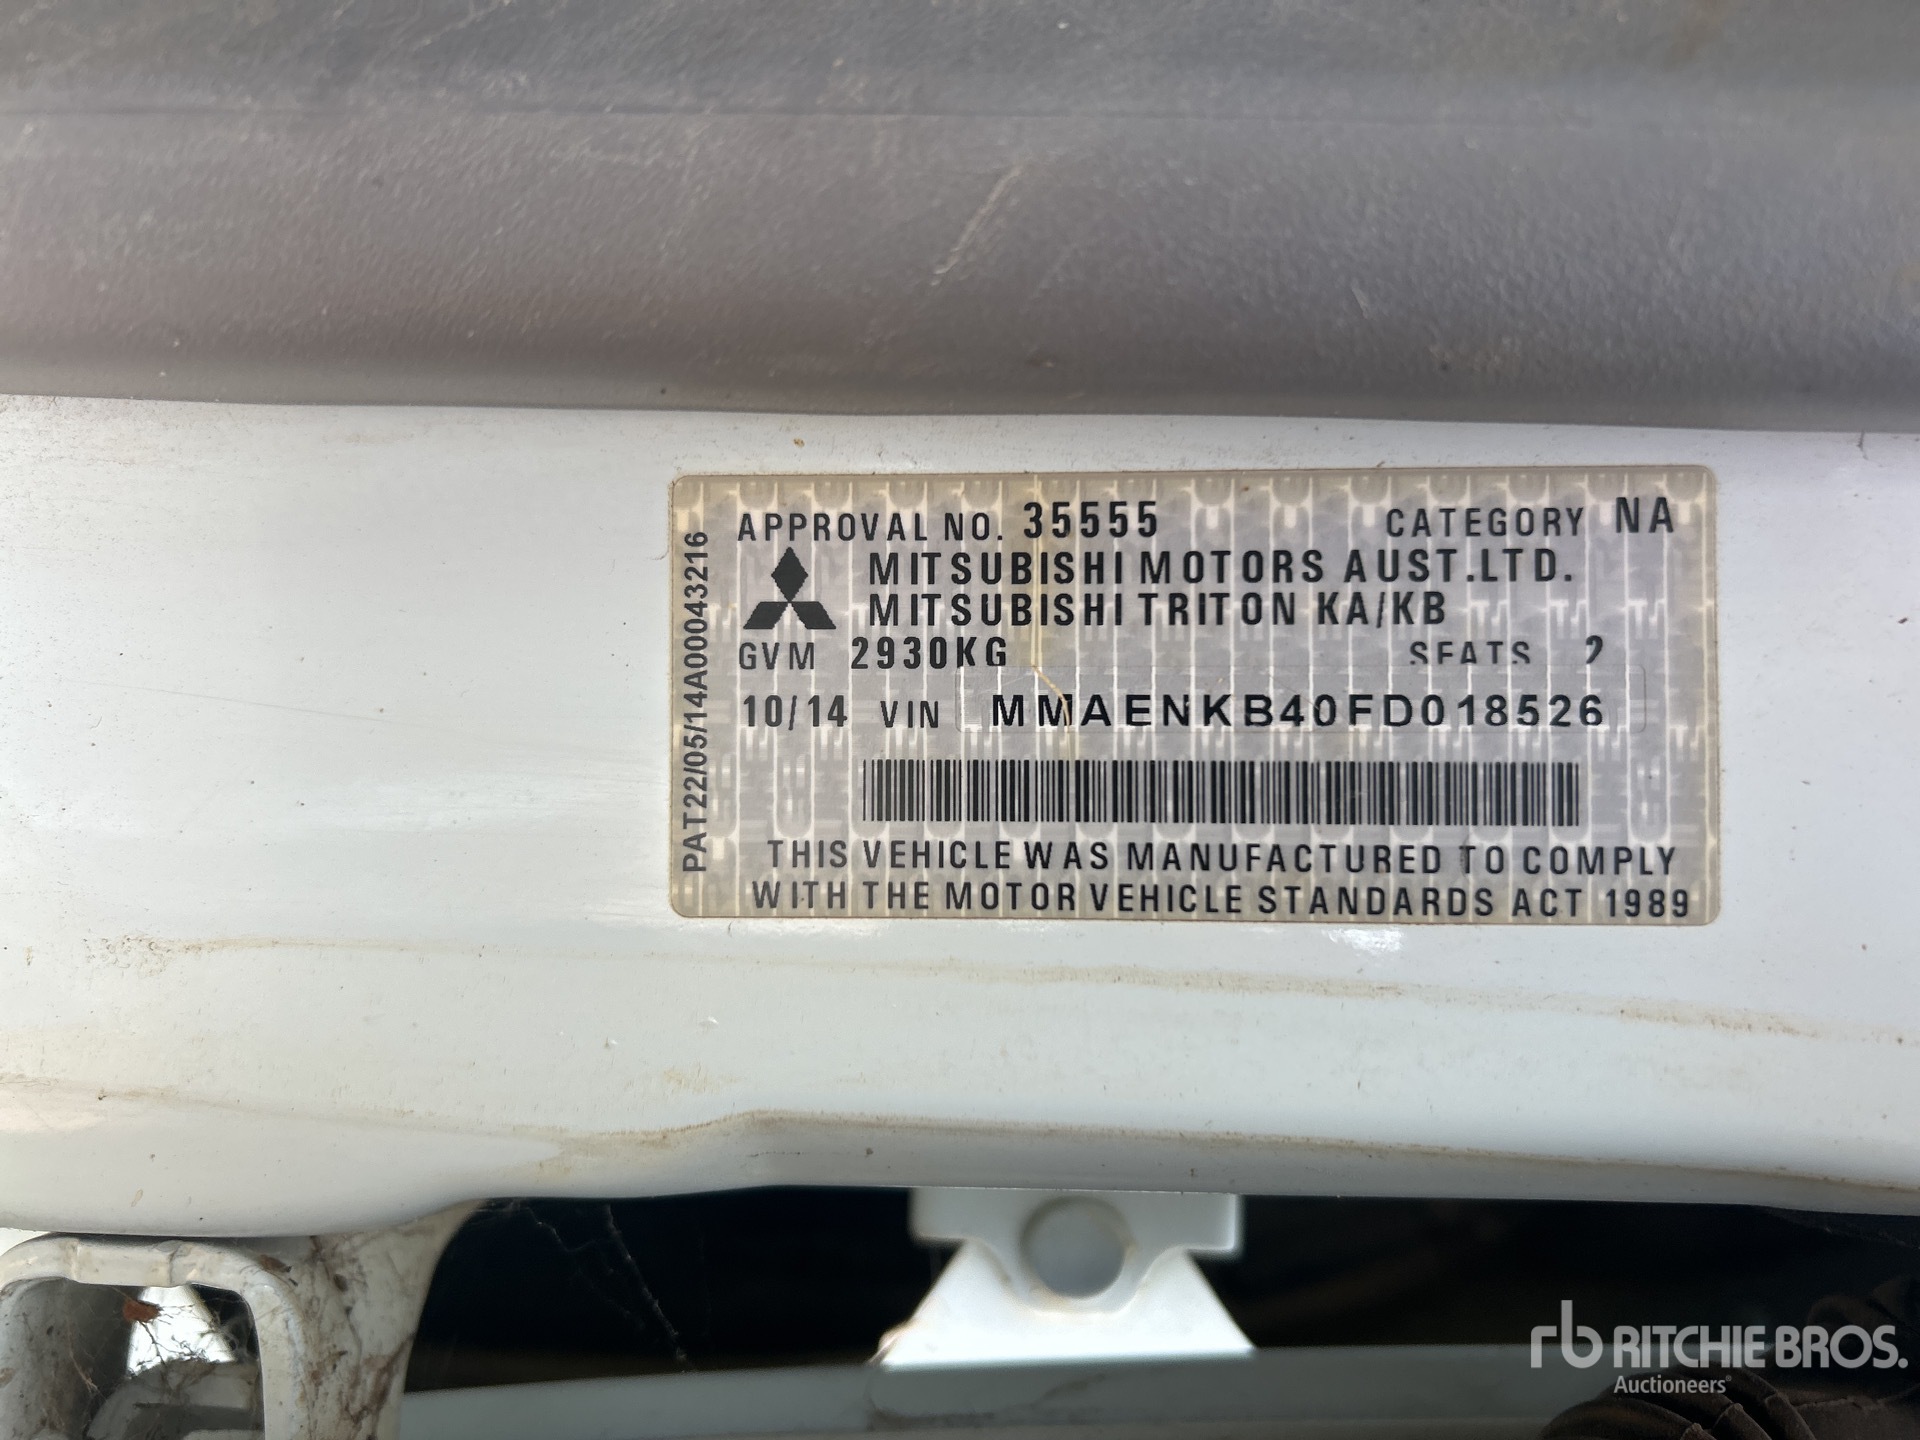 APPROVAL NO. 35555 CATEGORY NA
MITSUBISHI MOTORS AUST.LTD.
MITSUBISHI TRITON KA/KB
GVM 2930KG SEATS 2
10/14 VIN MMAENKB40FD018526
THIS VEHICLE WAS MANUFACTURED TO COMPLY
WITH THE MOTOR VEHICLE STANDARDS ACT 1989
PAT22/05/14A00043216
rb RITCHIE BROS.
Auctioneers